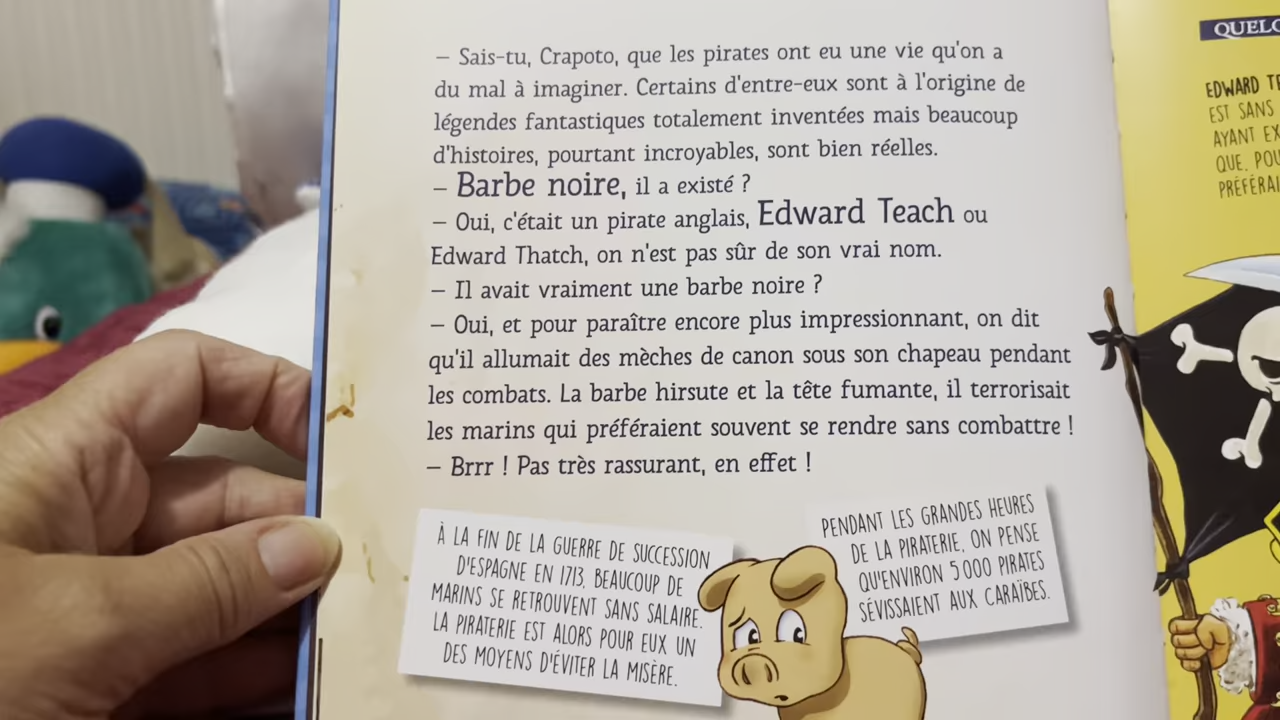 – Sais-tu, Crapoto, que les pirates ont eu une vie qu'on a
du mal à imaginer. Certains d'entre-eux sont à l'origine de
légendes fantastiques totalement inventées mais beaucoup
d'histoires, pourtant incroyables, sont bien réelles.
– Barbe noire, il a existé ?
– Oui, c'était un pirate anglais, Edward Teach ou
Edward Thatch, on n'est pas sûr de son vrai nom.
– Il avait vraiment une barbe noire ?
– Oui, et pour paraître encore plus impressionnant, on dit
qu'il allumait des mèches de canon sous son chapeau pendant
les combats. La barbe hirsute et la tête fumante, il terrorisait
les marins qui préféraient souvent se rendre sans combattre !
– Brrr ! Pas très rassurant, en effet !
À LA FIN DE LA GUERRE DE SUCCESSION
D'ESPAGNE EN 1713, BEAUCOUP DE
MARINS SE RETROUVENT SANS SALAIRE.
LA PIRATERIE EST ALORS POUR EUX UN
DES MOYENS D'ÉVITER LA MISÈRE.
PENDANT LES GRANDES HEURES
DE LA PIRATERIE, ON PENSE
QU'ENVIRON 5000 PIRATES
SÉVISSAIENT AUX CARAÏBES.
EDWARD
EST SANS
AYANT
QUE,